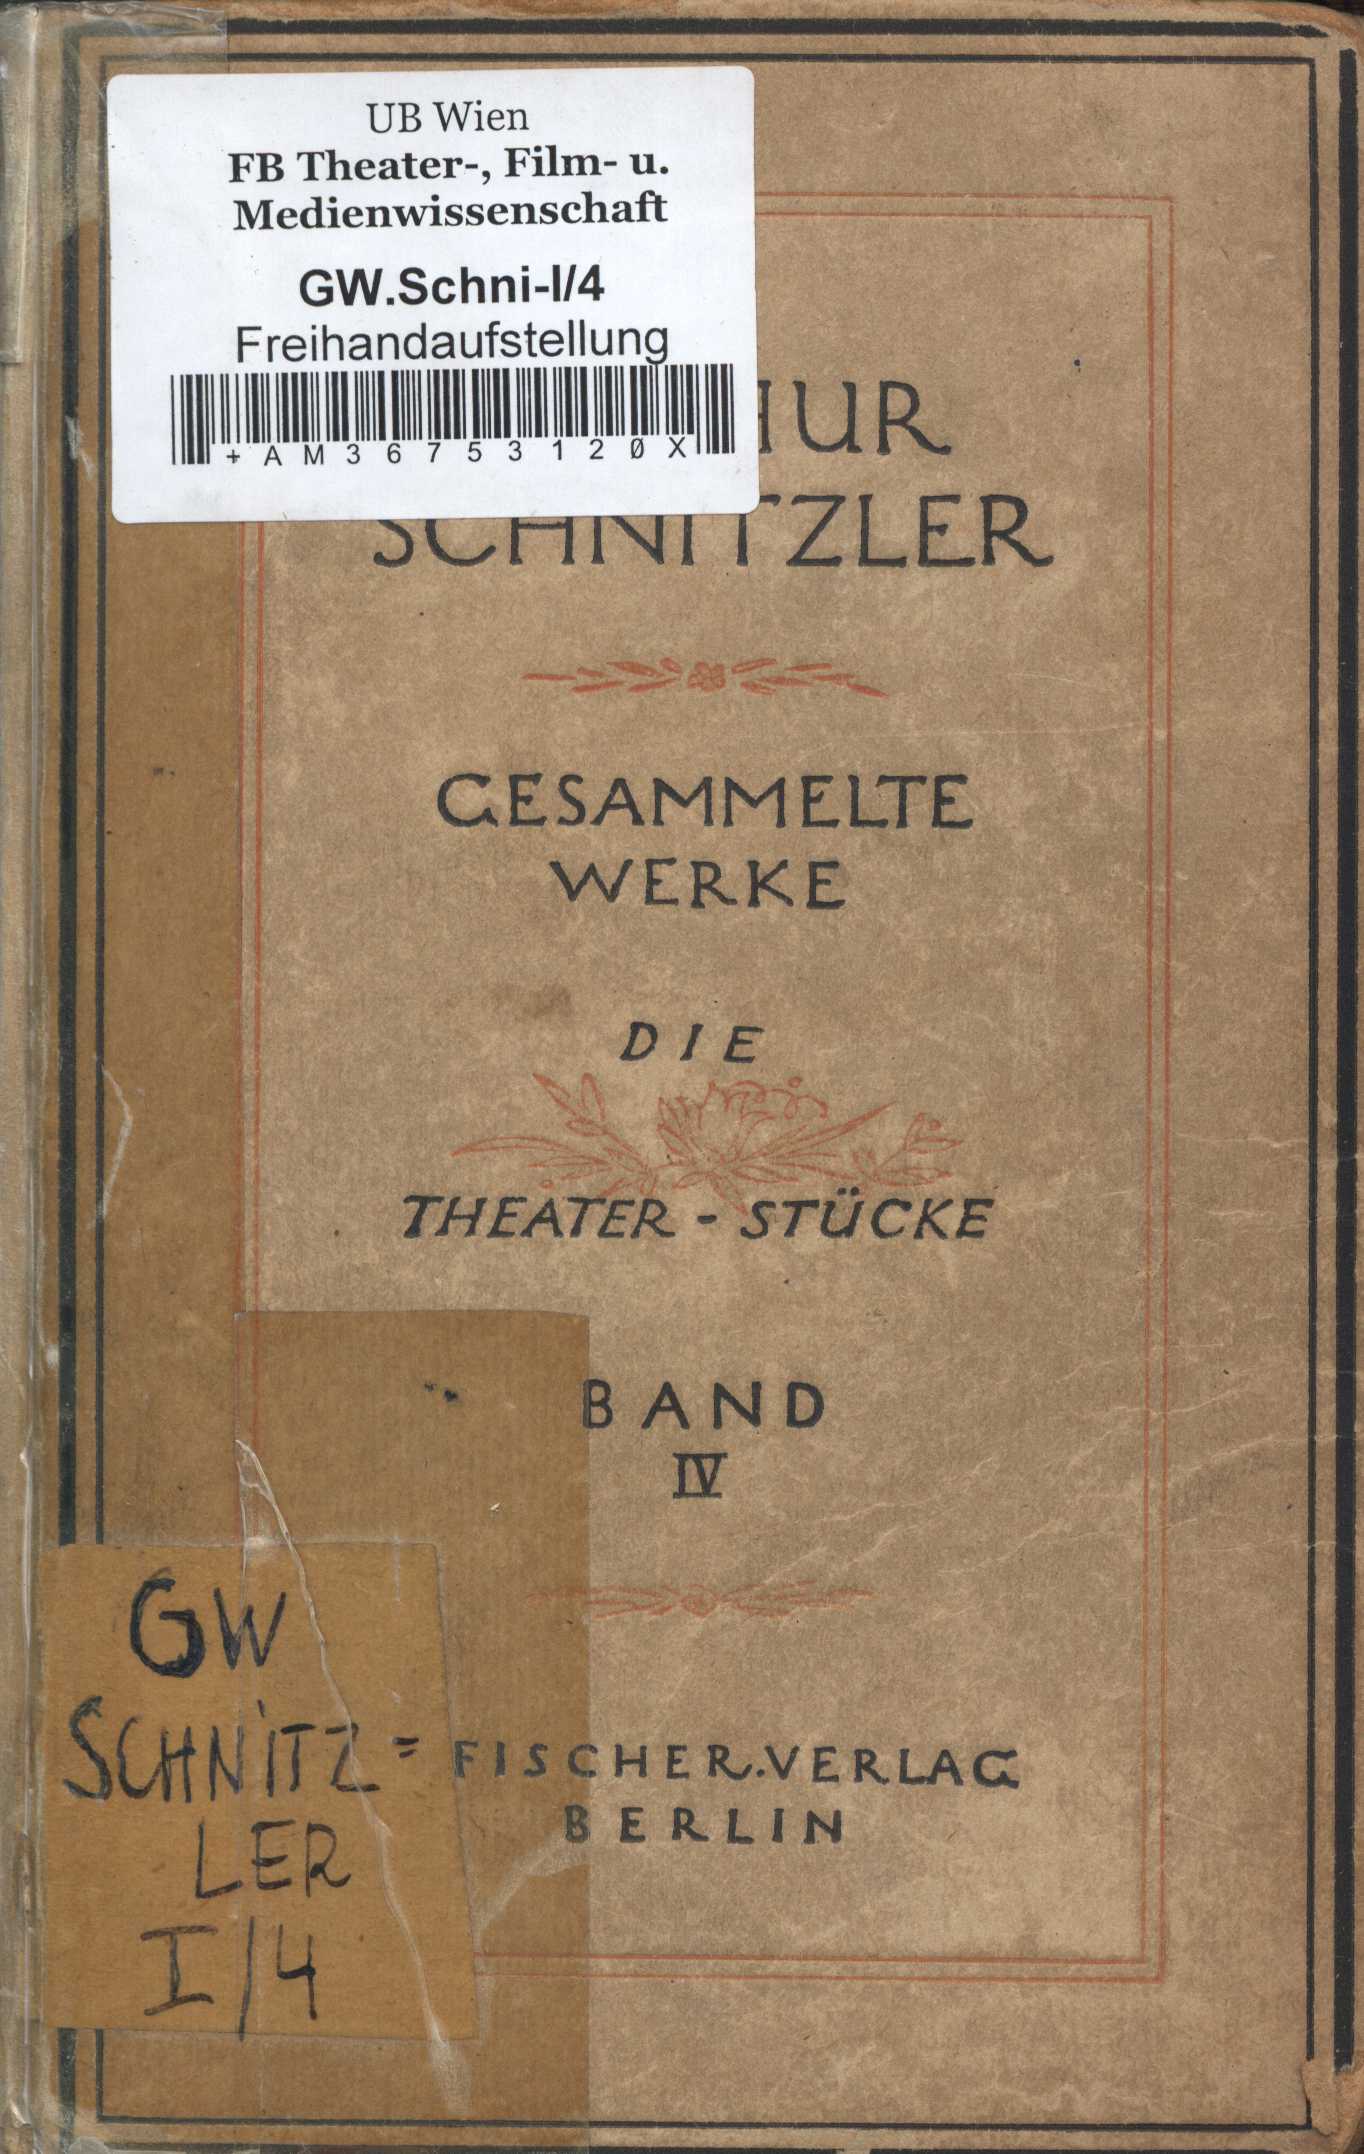 UB Wien
FB Theater-, Film- u.
Medienwissenschaft
GW.Schni-I/4
Freihandaufstellung
+AM36753120X
HUR
SCHNITZLER
GESAMMELTE
WERKE
DIE
THEATER - STÜCKE
BAND
IV
FISCHER.VERLAG
BERLIN
GW
SCHNITZ=
LER
I/4